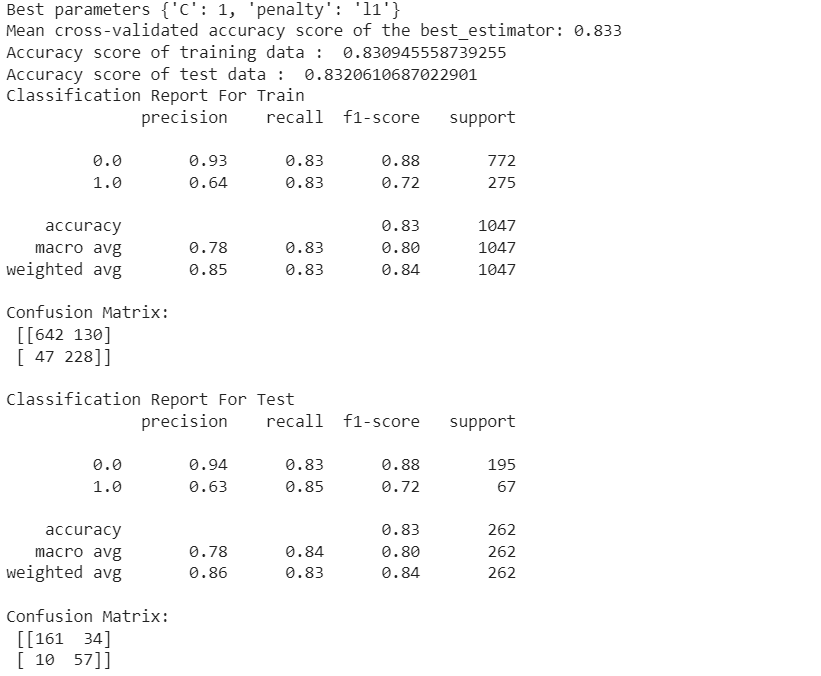 Best parameters {'C': 1, 'penalty': 'l1'}
Mean cross-validated accuracy score of the best_estimator: 0.833
Accuracy score of training data :  0.830945558739255
Accuracy score of test data :  0.8320610687022901
Classification Report For Train
              precision    recall  f1-score   support

         0.0       0.93      0.83      0.88       772
         1.0       0.64      0.83      0.72       275

    accuracy                           0.83      1047
   macro avg       0.78      0.83      0.80      1047
weighted avg       0.85      0.83      0.84      1047

Confusion Matrix:
 [[642 130]
 [ 47 228]]

Classification Report For Test
              precision    recall  f1-score   support

         0.0       0.94      0.83      0.88       195
         1.0       0.63      0.85      0.72        67

    accuracy                           0.83       262
   macro avg       0.78      0.84      0.80       262
weighted avg       0.86      0.83      0.84       262

Confusion Matrix:
 [[161  34]
 [ 10  57]]